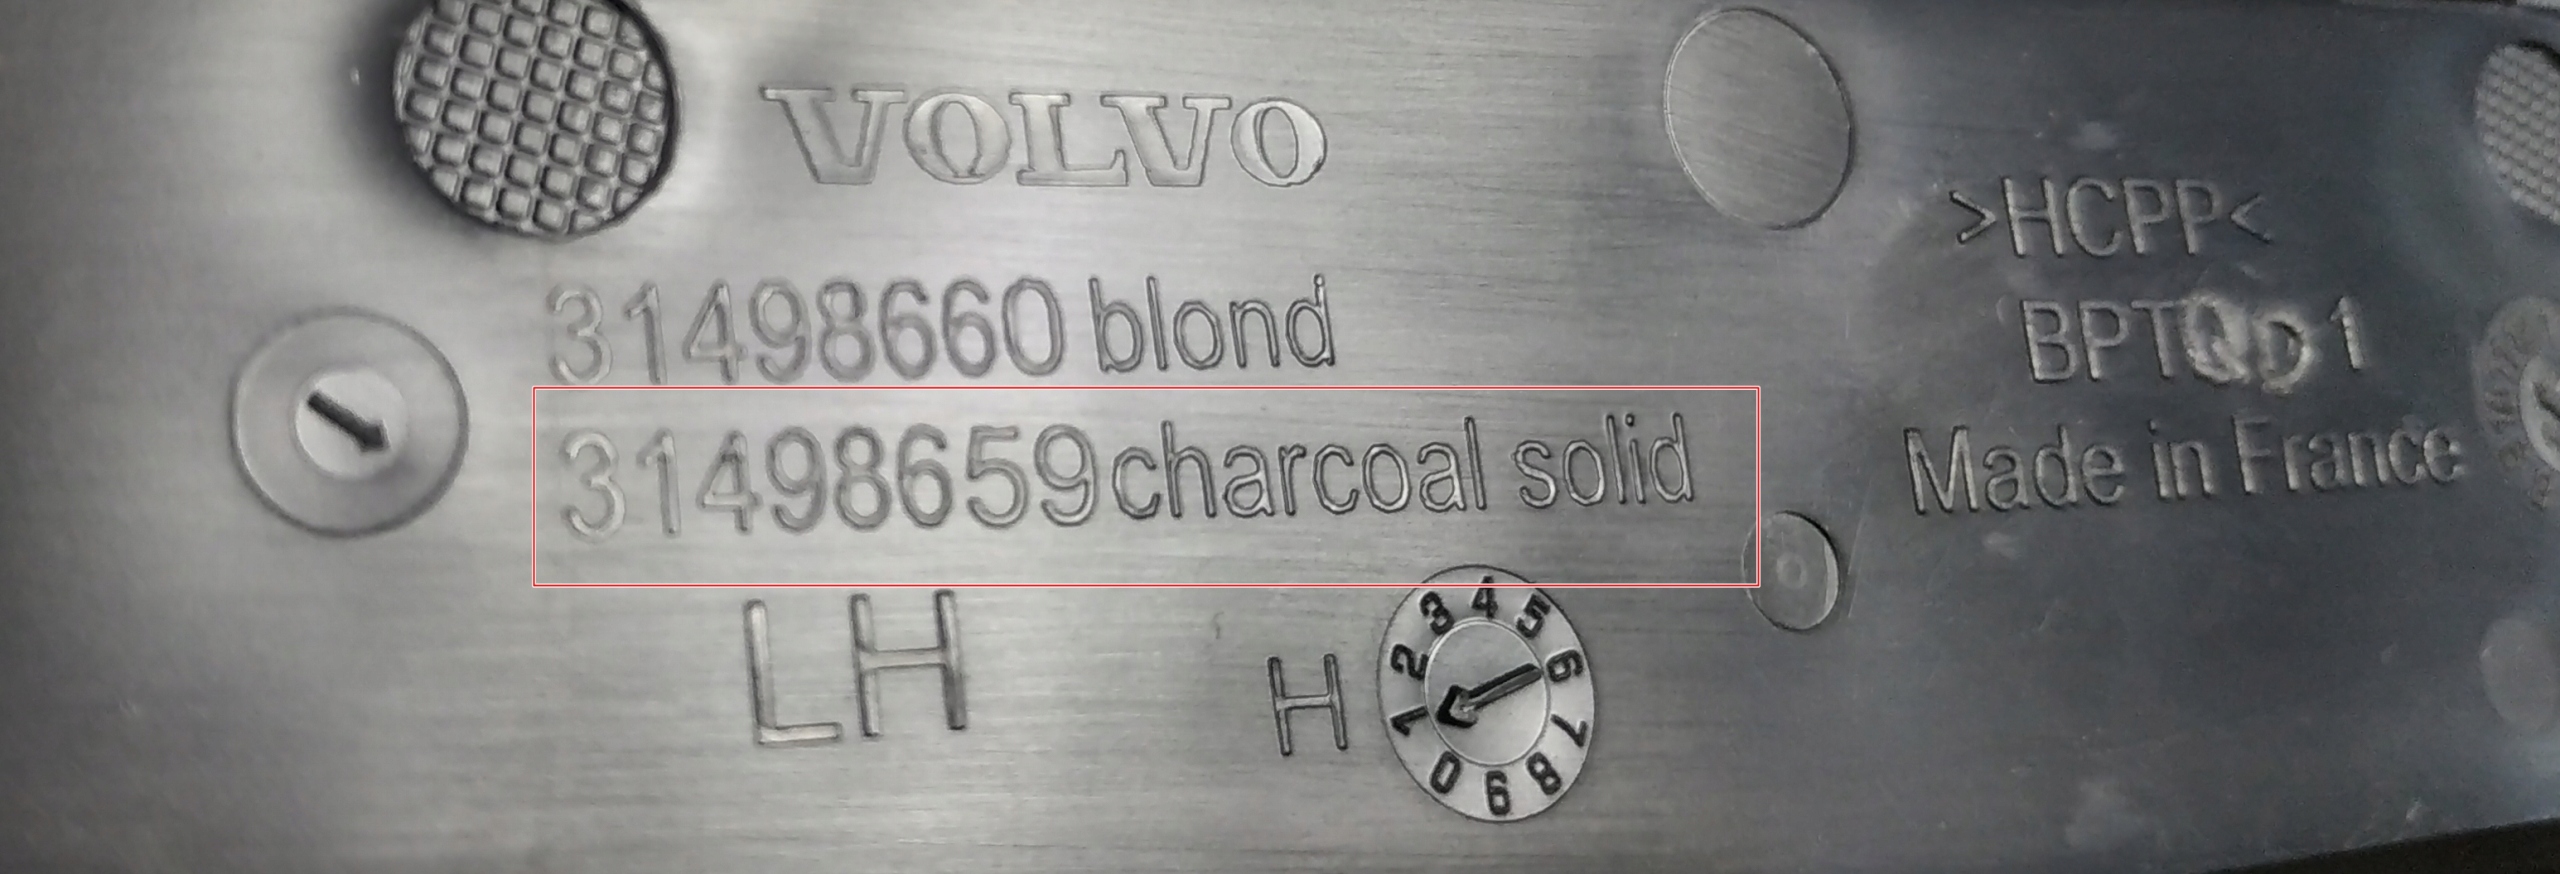 VOLVO
31498660 blond
31498659 charcoal solid
LH
H
0 1 2 3 4 5 6 7 8 9
>HCPP<
BPTQD1
Made in France